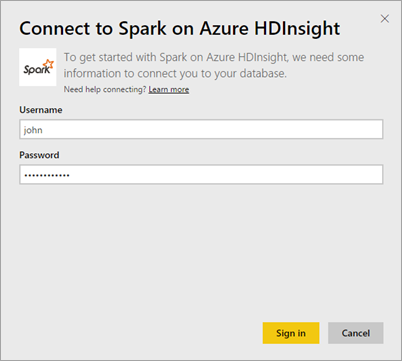 Connect to Spark on Azure HDInsight
Spark
To get started with Spark on Azure HDInsight, we need some
information to connect you to your database.
Need help connecting? Learn more
Username
john
Password
••••••••••••
Sign in
Cancel